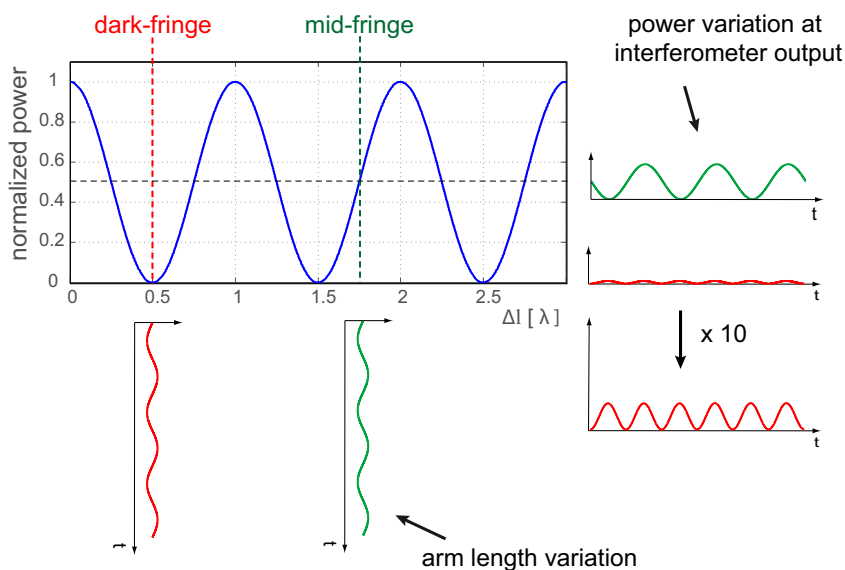 dark-fringe
mid-fringe
power variation at
interferometer output
normalized power
1
0.8
0.6
0.4
0.2
0
0
0.5
1
1.5
2
2.5
Δl [ λ ]
t
t
x 10
t
t
t
arm length variation